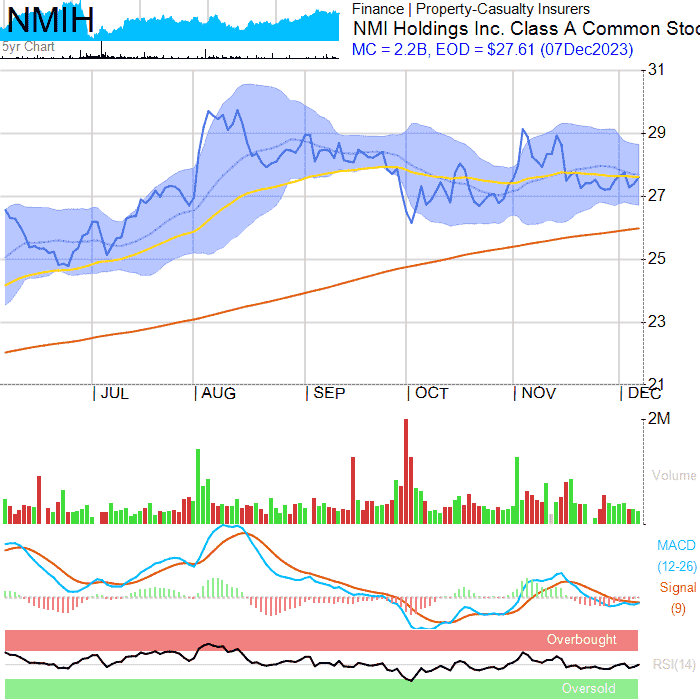 NMIH
5yr Chart
Finance | Property-Casualty Insurers
NMI Holdings Inc. Class A Common Stoc
MC = 2.2B, EOD = $27.61 (07Dec2023)
31
29
27
25
23
21
JUL
AUG
SEP
OCT
NOV
DEC
2M
Volume
MACD
(12-26)
Signal
(9)
Overbought
RSI(14)
Oversold